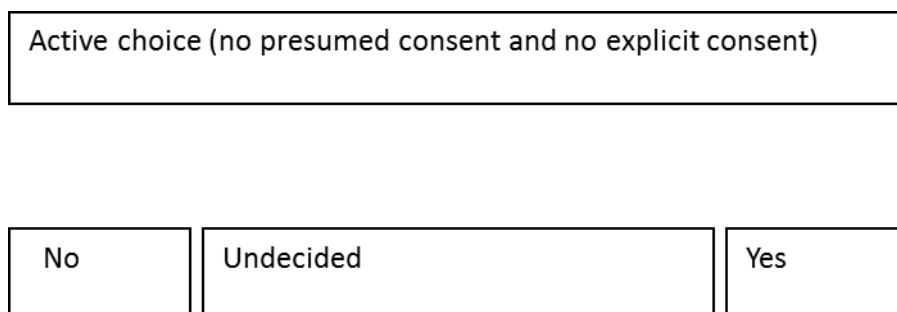 Active choice (no presumed consent and no explicit consent)
No
Undecided
Yes